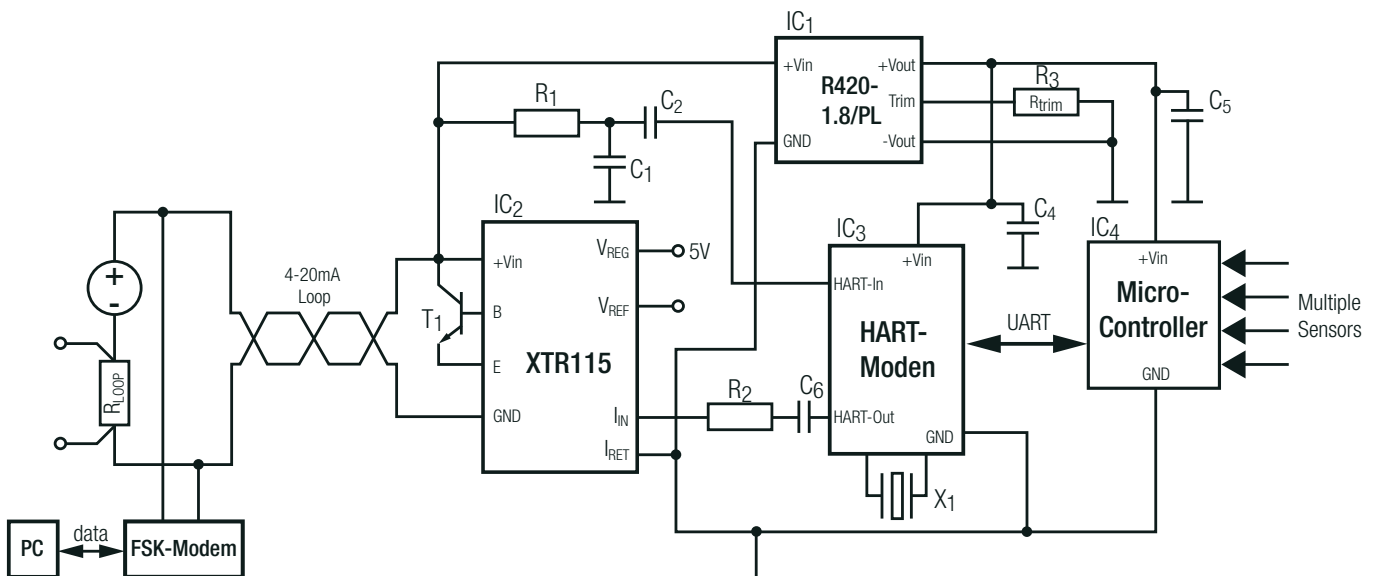 IC1
+Vin
+Vout
R420-
1.8/PL
Trim
GND
-Vout
R3
Rtrim
C5
R1
C2
C1
IC2
+Vin
VREG
5V
VREF
B
E
T1
XTR115
GND
IIN
IRET
4-20mA
Loop
+
-
RLOOP
PC
data
FSK-Modem
R2
C6
C4
IC3
+Vin
HART-In
HART-
Moden
HART-Out
GND
X1
UART
IC4
+Vin
Micro-
Controller
GND
Multiple
Sensors